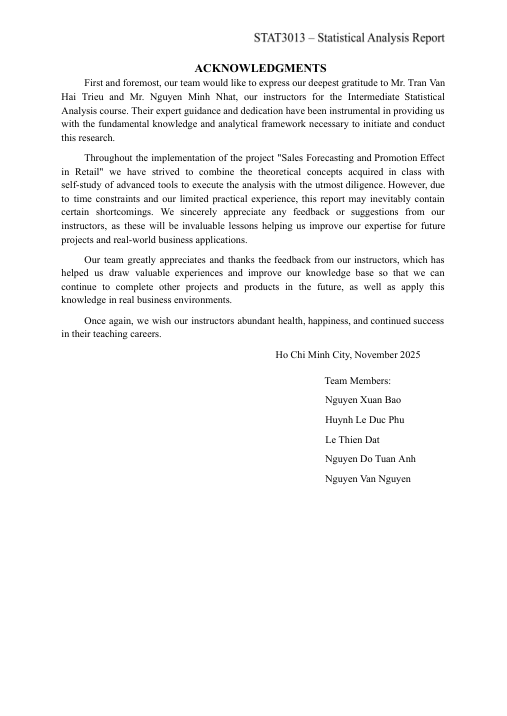 STAT3013 – Statistical Analysis Report
ACKNOWLEDGMENTS
First and foremost, our team would like to express our deepest gratitude to Mr. Tran Van
Hai Trieu and Mr. Nguyen Minh Nhat, our instructors for the Intermediate Statistical
Analysis course. Their expert guidance and dedication have been instrumental in providing us
with the fundamental knowledge and analytical framework necessary to initiate and conduct
this research.
Throughout the implementation of the project "Sales Forecasting and Promotion Effect
in Retail" we have strived to combine the theoretical concepts acquired in class with
self-study of advanced tools to execute the analysis with the utmost diligence. However, due
to time constraints and our limited practical experience, this report may inevitably contain
certain shortcomings. We sincerely appreciate any feedback or suggestions from our
instructors, as these will be invaluable lessons helping us improve our expertise for future
projects and real-world business applications.
Our team greatly appreciates and thanks the feedback from our instructors, which has
helped us draw valuable experiences and improve our knowledge base so that we can
continue to complete other projects and products in the future, as well as apply this
knowledge in real business environments.
Once again, we wish our instructors abundant health, happiness, and continued success
in their teaching careers.
Ho Chi Minh City, November 2025
Team Members:
Nguyen Xuan Bao
Huynh Le Duc Phu
Le Thien Dat
Nguyen Do Tuan Anh
Nguyen Van Nguyen